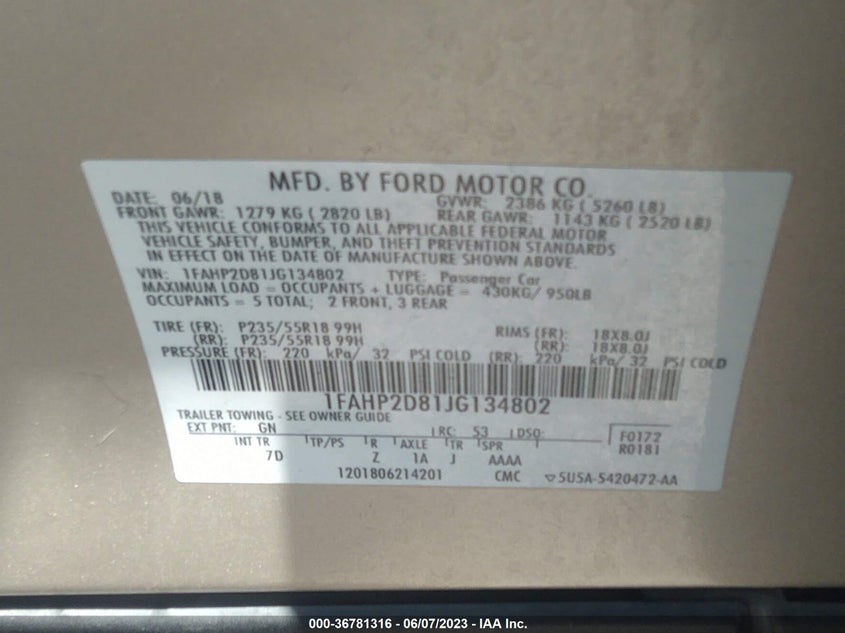 MFD. BY FORD MOTOR CO.
DATE: 06/18 GVWR: 2386 KG ( 5260 LB)
FRONT GAWR: 1279 KG ( 2820 LB) REAR GAWR: 1143 KG ( 2520 LB)
THIS VEHICLE CONFORMS TO ALL APPLICABLE FEDERAL MOTOR
VEHICLE SAFETY, BUMPER, AND THEFT PREVENTION STANDARDS
IN EFFECT ON THE DATE OF MANUFACTURE SHOWN ABOVE.
VIN: 1FAHP2D81JG134802 TYPE: Passenger Car
MAXIMUM LOAD = OCCUPANTS + LUGGAGE = 430KG/ 950LB
OCCUPANTS = 5 TOTAL; 2 FRONT, 3 REAR
TIRE (FR): P235/55R18 99H RIMS (FR): 18X8.0J
(RR): P235/55R18 99H (RR): 18X8.0J
PRESSURE (FR): 220 kPa/ 32 PSI COLD (RR): 220 kPa/ 32 PSI COLD
1FAHP2D81JG134802
TRAILER TOWING - SEE OWNER GUIDE
EXT PNT: GN RC: 53 DSO: F0172
R0181
INT TR TP/PS R AXLE TR SPR
7D Z 1A J AAAA
1201806214201 CMC ▽5U5A-5420472-AA
000-36781316 - 06/07/2023 - IAA Inc.